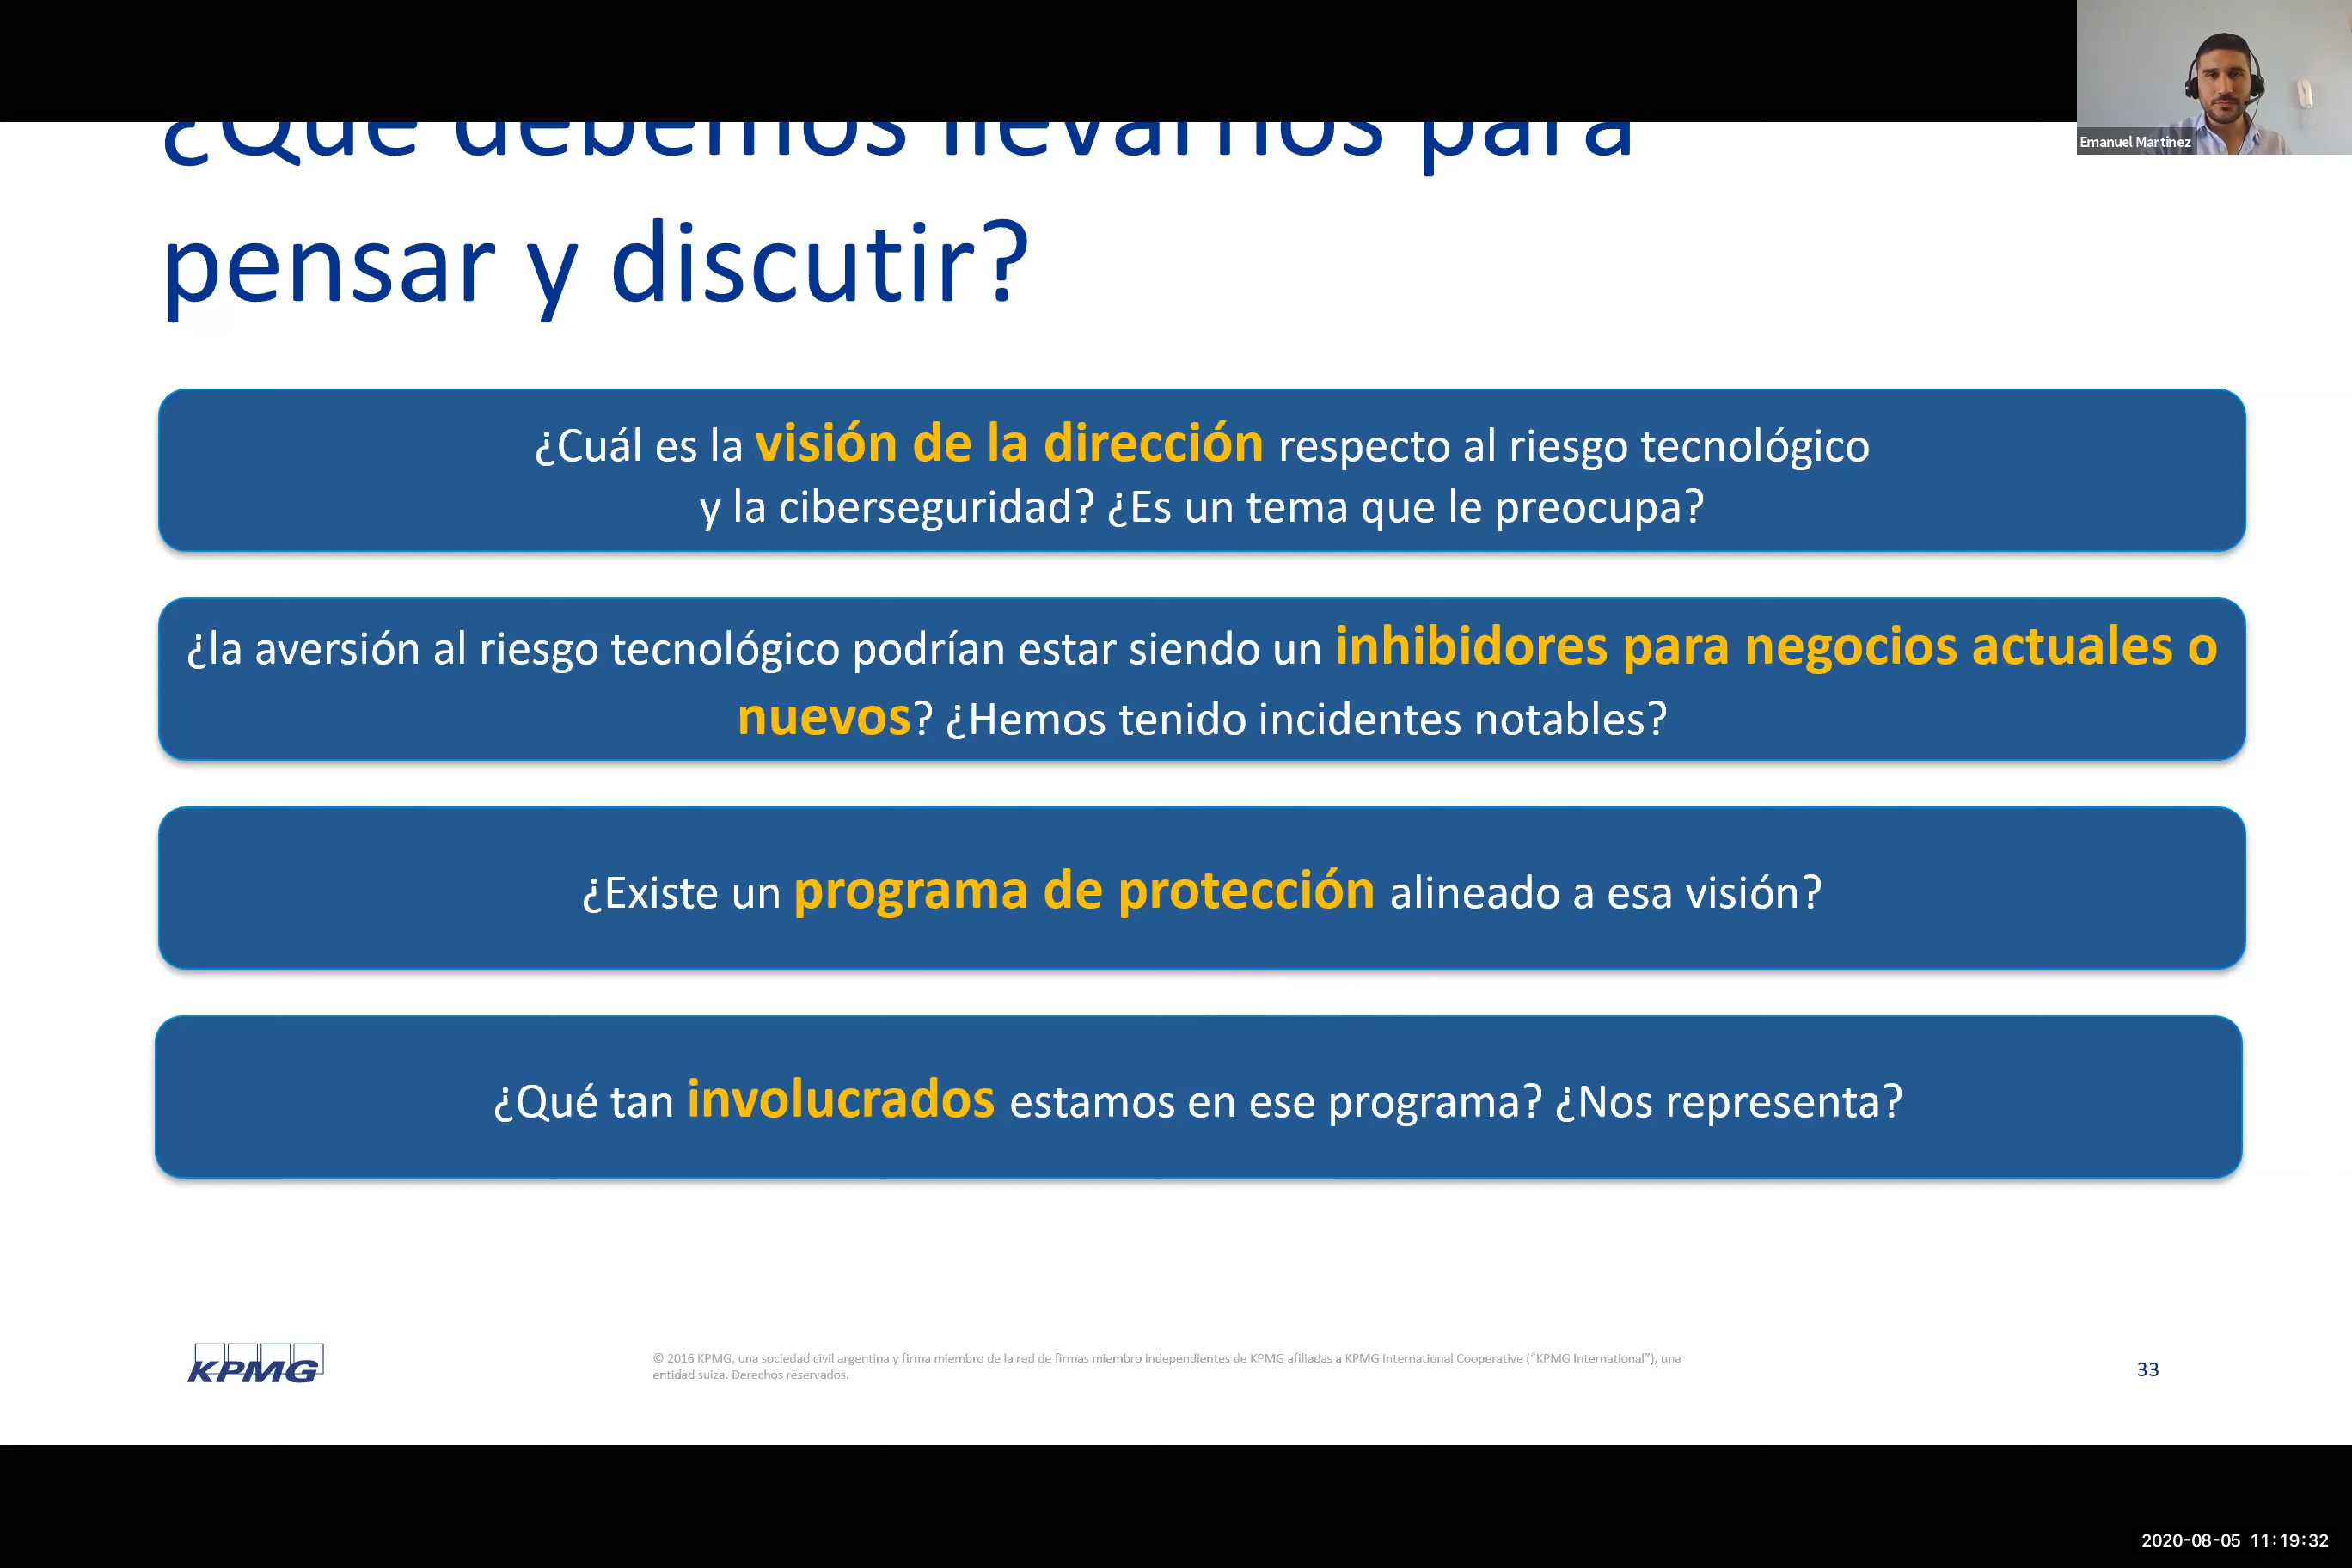 Emanuel Martinez
¿Qué debemos llevarnos para
pensar y discutir?
¿Cuál es la visión de la dirección respecto al riesgo tecnológico
y la ciberseguridad? ¿Es un tema que le preocupa?
¿la aversión al riesgo tecnológico podrían estar siendo un inhibidores para negocios actuales o
nuevos? ¿Hemos tenido incidentes notables?
¿Existe un programa de protección alineado a esa visión?
¿Qué tan involucrados estamos en ese programa? ¿Nos representa?
KPMG
© 2016 KPMG, una sociedad civil argentina y firma miembro de la red de firmas miembro independientes de KPMG afiliadas a KPMG International Cooperative ("KPMG International"), una
entidad suiza. Derechos reservados.
33
2020-08-05 11:19:32